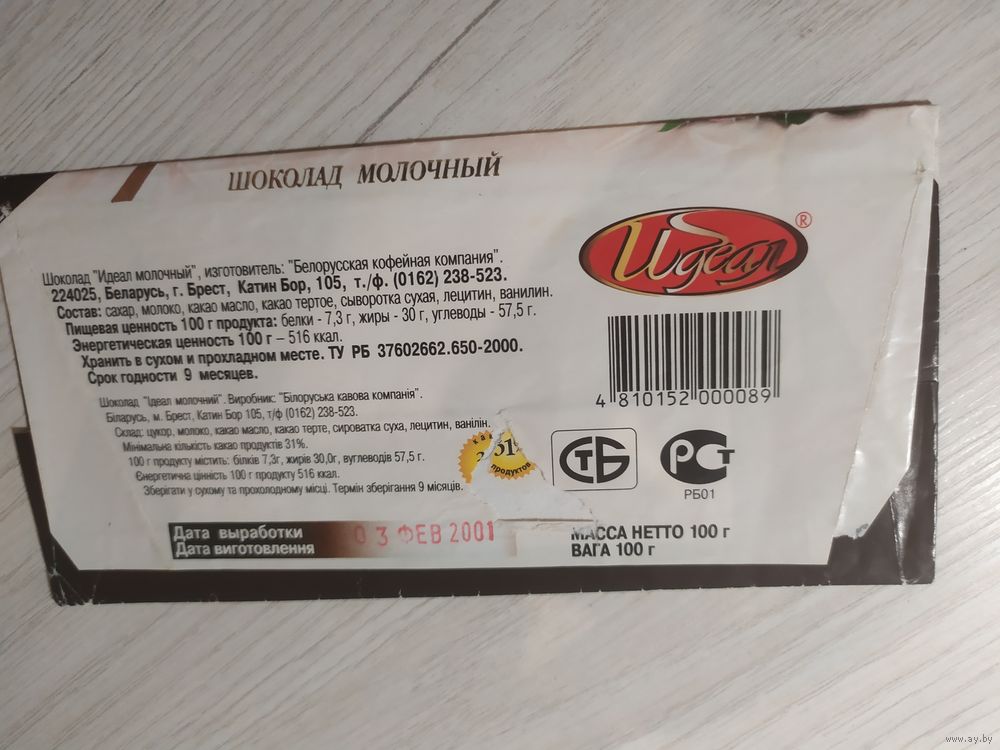 ШОКОЛАД МОЛОЧНЫЙ
Идеал®
Шоколад "Идеал молочный", изготовитель: "Белорусская кофейная компания".
224025, Беларусь, г. Брест, Катин Бор, 105, т./ф. (0162) 238-523.
Состав: сахар, молоко, какао масло, какао тертое, сыворотка сухая, лецитин, ванилин.
Пищевая ценность 100 г продукта: белки - 7,3 г, жиры - 30 г, углеводы - 57,5 г.
Энергетическая ценность 100 г – 516 ккал.
Хранить в сухом и прохладном месте. ТУ РБ 37602662.650-2000.
Срок годности 9 месяцев.
4 810152 000089
Шоколад "Ідеал молочний". Виробник: "Білоруська кавова компанія".
Біларусь, м. Брест, Катин Бор 105, т/ф (0162) 238-523.
Склад: цукор, молоко, какао масло, какао терте, сироватка суха, лецитин, ванілін.
Мінімальна кількість какао продуктів 31%.
100 г продукту містить: білків 7,3г, жирів 30,0г, вуглеводів 57,5 г.
Енергетична цінність 100 г продукту 516 ккал.
Зберігати у сухому та прохолодному місці. Термін зберігання 9 місяців.
продуктов
СТБ
РСТ
РБ01
Дата выработки
Дата виготовлення
03 ФЕВ 2001
МАССА НЕТТО 100 г
ВАГА 100 г
www.ay.by